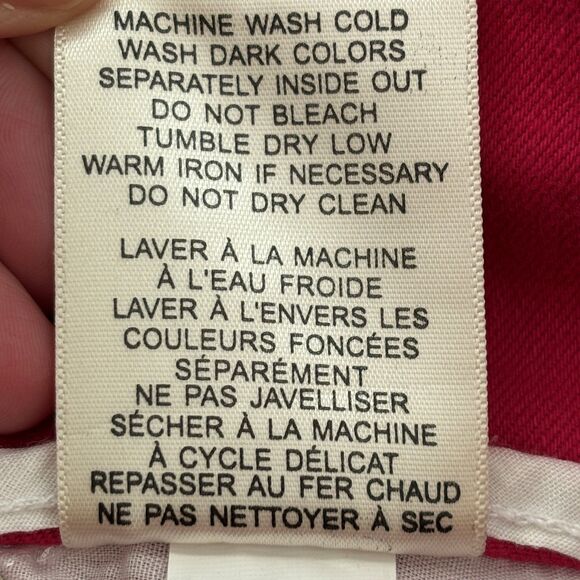 MACHINE WASH COLD
WASH DARK COLORS
SEPARATELY INSIDE OUT
DO NOT BLEACH
TUMBLE DRY LOW
WARM IRON IF NECESSARY
DO NOT DRY CLEAN
LAVER À LA MACHINE
À L'EAU FROIDE
LAVER À L'ENVERS LES
COULEURS FONCÉES
SÉPARÉMENT
NE PAS JAVELLISER
SÉCHER À LA MACHINE
À CYCLE DÉLICAT
REPASSER AU FER CHAUD
NE PAS NETTOYER À SEC